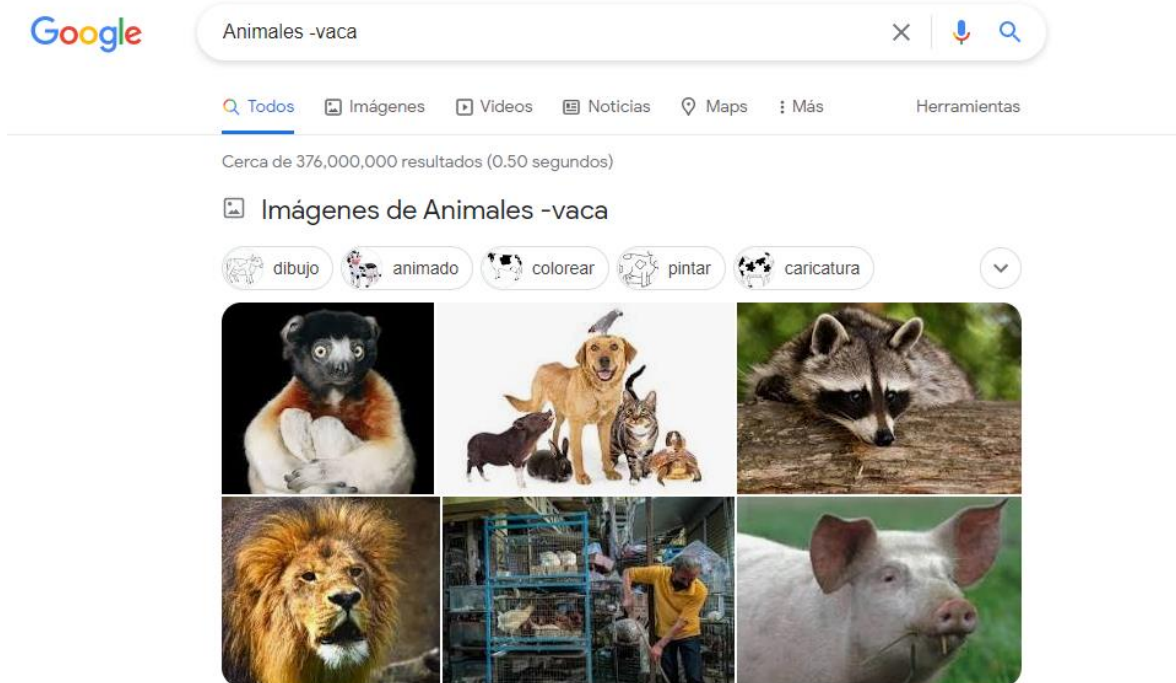 Google
Animales -vaca
Todos Imágenes Videos Noticias Maps Más Herramientas
Cerca de 376,000,000 resultados (0.50 segundos)
Imágenes de Animales -vaca
dibujo animado colorear pintar caricatura